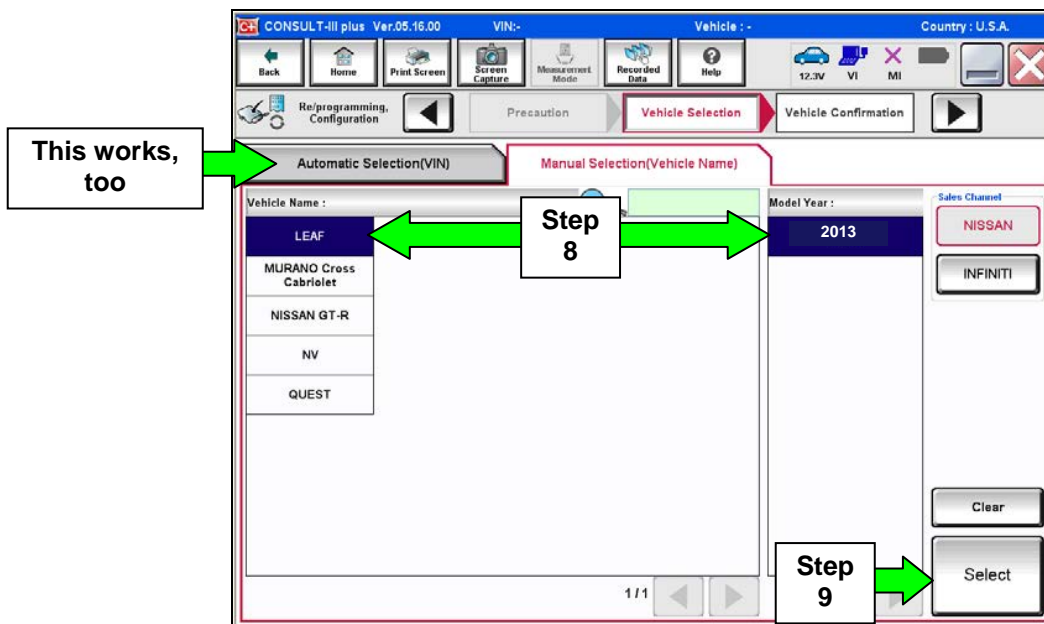 CONSULT-III plus Ver.05.16.00 VIN:- Vehicle : - Country : U.S.A.
Back
Home
Print Screen
Screen
Capture
Measurement
Mode
Recorded
Data
Help
12.3V
VI
MI
Re/programming,
Configuration
Precaution
Vehicle Selection
Vehicle Confirmation
This works,
too
Automatic Selection(VIN)
Manual Selection(Vehicle Name)
Vehicle Name :
Model Year :
Sales Channel
LEAF
MURANO Cross
Cabriolet
NISSAN GT-R
NV
QUEST
Step
8
2013
NISSAN
INFINITI
Clear
Step
9
Select
1/1